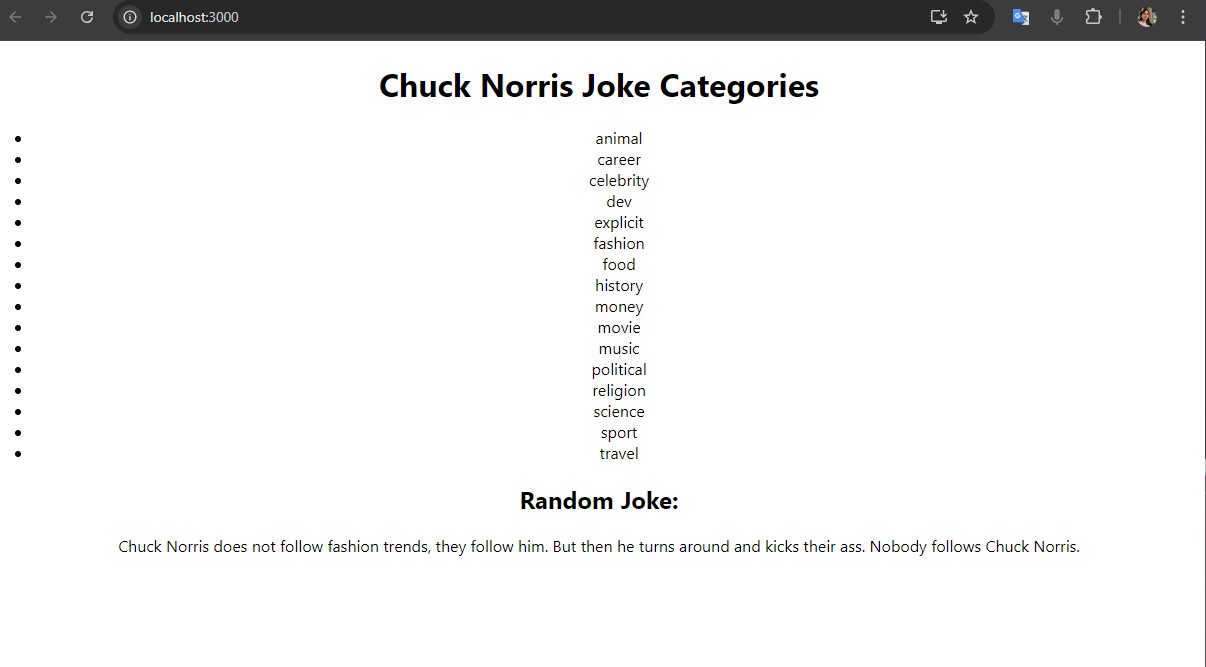 localhost:3000
Chuck Norris Joke Categories
animal
career
celebrity
dev
explicit
fashion
food
history
money
movie
music
political
religion
science
sport
travel
Random Joke:
Chuck Norris does not follow fashion trends, they follow him. But then he turns around and kicks their ass. Nobody follows Chuck Norris.